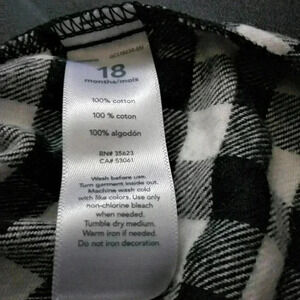 18
months/mois
100% cotton
100 % coton
100% algodón
RN# 35623
CA# 53061
Wash before use.
Turn garment inside out.
Machine wash cold
with like colors. Use only
non-chlorine bleach
when needed.
Tumble dry medium.
Warm iron if needed.
Do not iron decoration.